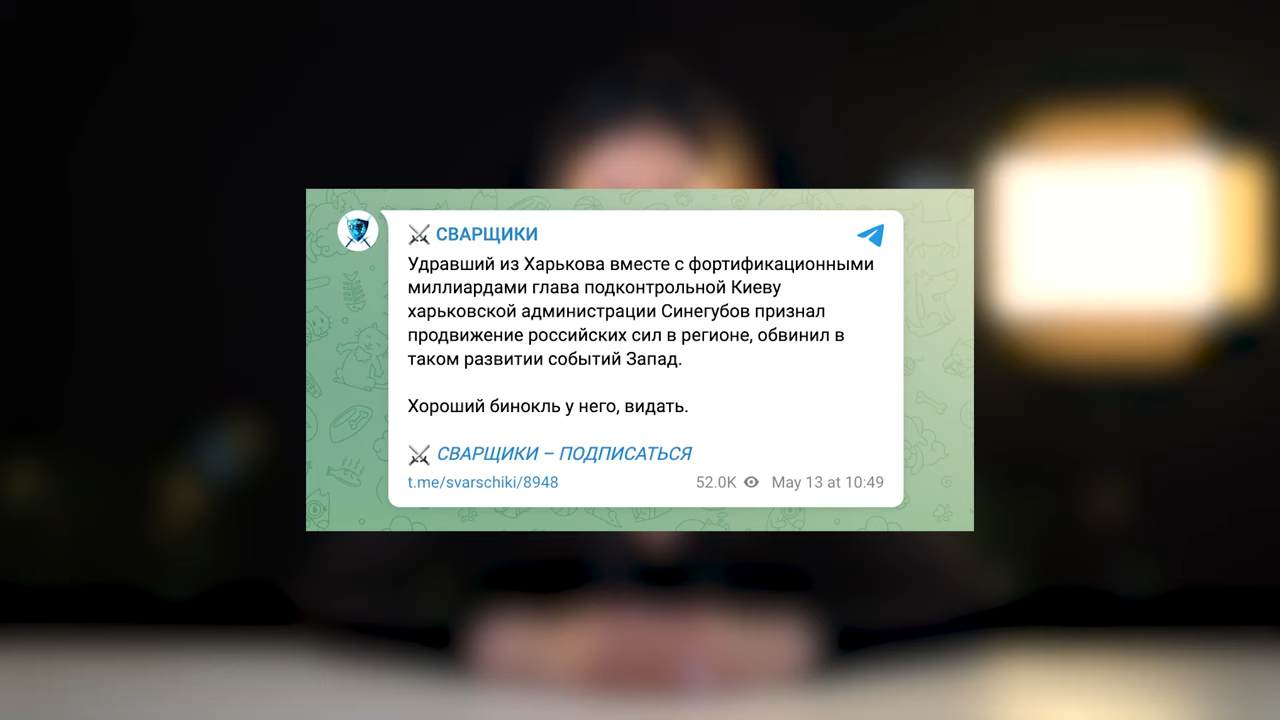 СВАРЩИКИ
Удравший из Харькова вместе с фортификационными
миллиардами глава подконтрольной Киеву
харьковской администрации Синегубов признал
продвижение российских сил в регионе, обвинил в
таком развитии событий Запад.
Хороший бинокль у него, видать.
СВАРЩИКИ – ПОДПИСАТЬСЯ
t.me/svarschiki/8948 52.0K May 13 at 10:49